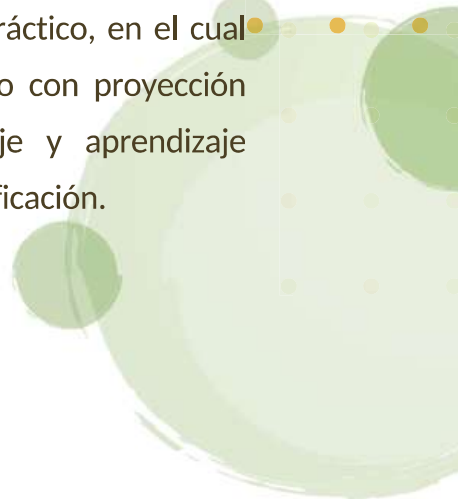 ráctico, en el cual
o con proyección
je y aprendizaje
ficación.